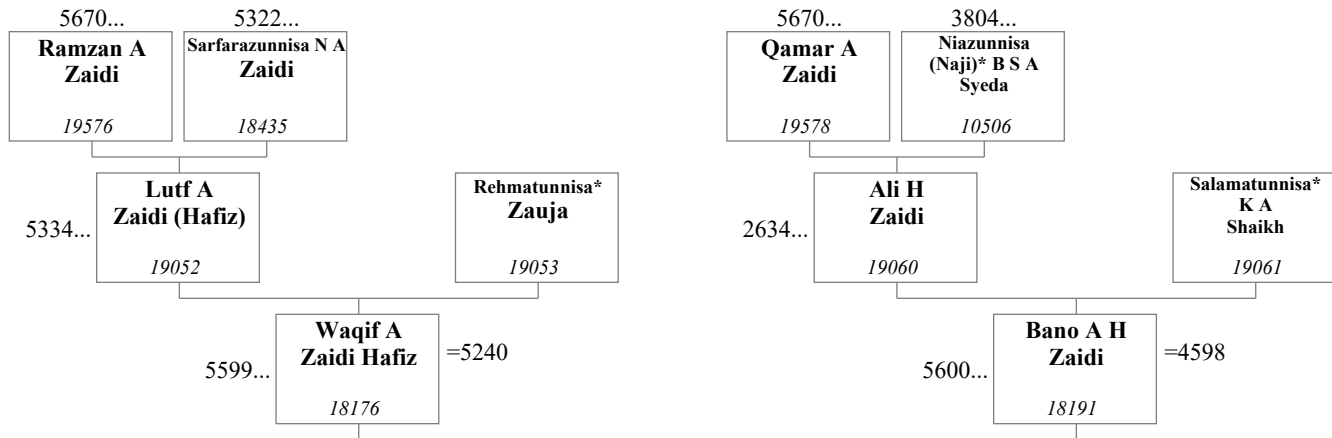 5670...
5322...
5670...
3804...
Ramzan A
Zaidi
19576
Sarfarazunnisa N A
Zaidi
18435
Qamar A
Zaidi
19578
Niazunnisa
(Naji)* B S A
Syeda
10506
5334...
Lutf A
Zaidi (Hafiz)
19052
Rehmatunnisa*
Zauja
19053
2634...
Ali H
Zaidi
19060
Salamatunnisa*
K A
Shaikh
19061
5599...
Waqif A
Zaidi Hafiz
18176
=5240
5600...
Bano A H
Zaidi
18191
=4598